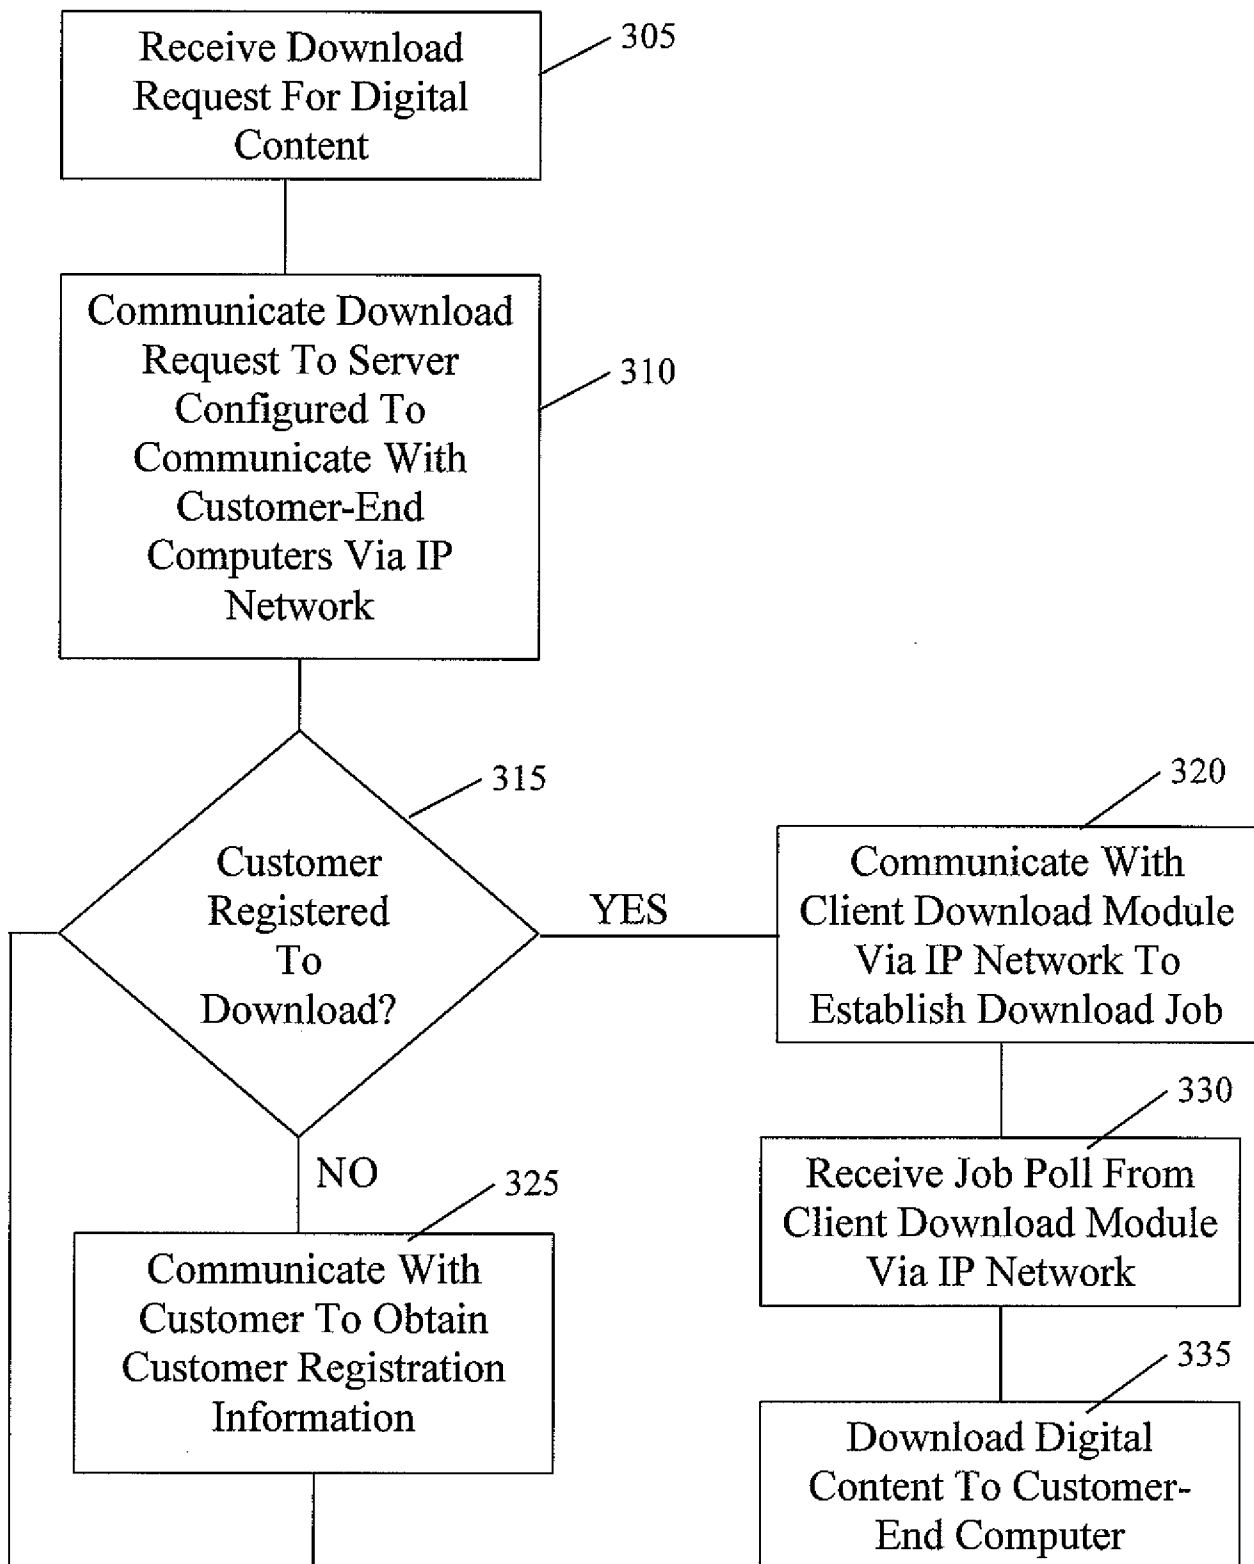 Receive Download
Request For Digital
Content
305
Communicate Download
Request To Server
Configured To
Communicate With
Customer-End
Computers Via IP
Network
310
Customer
Registered
To
Download?
315
YES
NO
Communicate With
Client Download Module
Via IP Network To
Establish Download Job
320
Communicate With
Customer To Obtain
Customer Registration
Information
325
Receive Job Poll From
Client Download Module
Via IP Network
330
Download Digital
Content To Customer-
End Computer
335